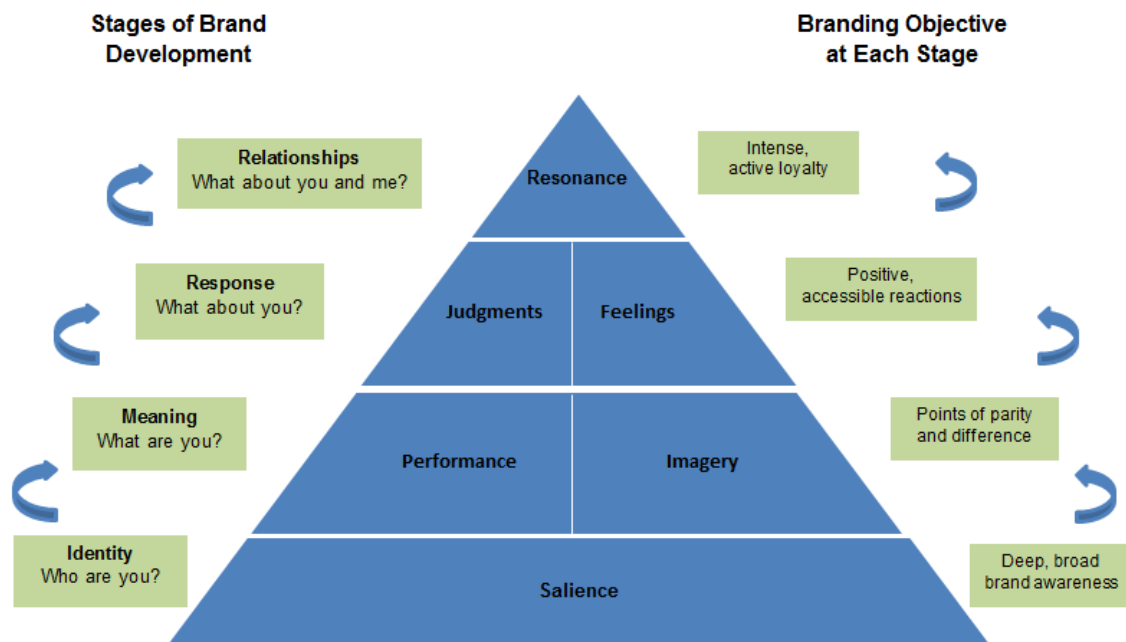 Stages of Brand
Development
Branding Objective
at Each Stage
Relationships
What about you and me?
Resonance
Intense,
active loyalty
Response
What about you?
Judgments
Feelings
Positive,
accessible reactions
Meaning
What are you?
Performance
Imagery
Points of parity
and difference
Identity
Who are you?
Salience
Deep, broad
brand awareness